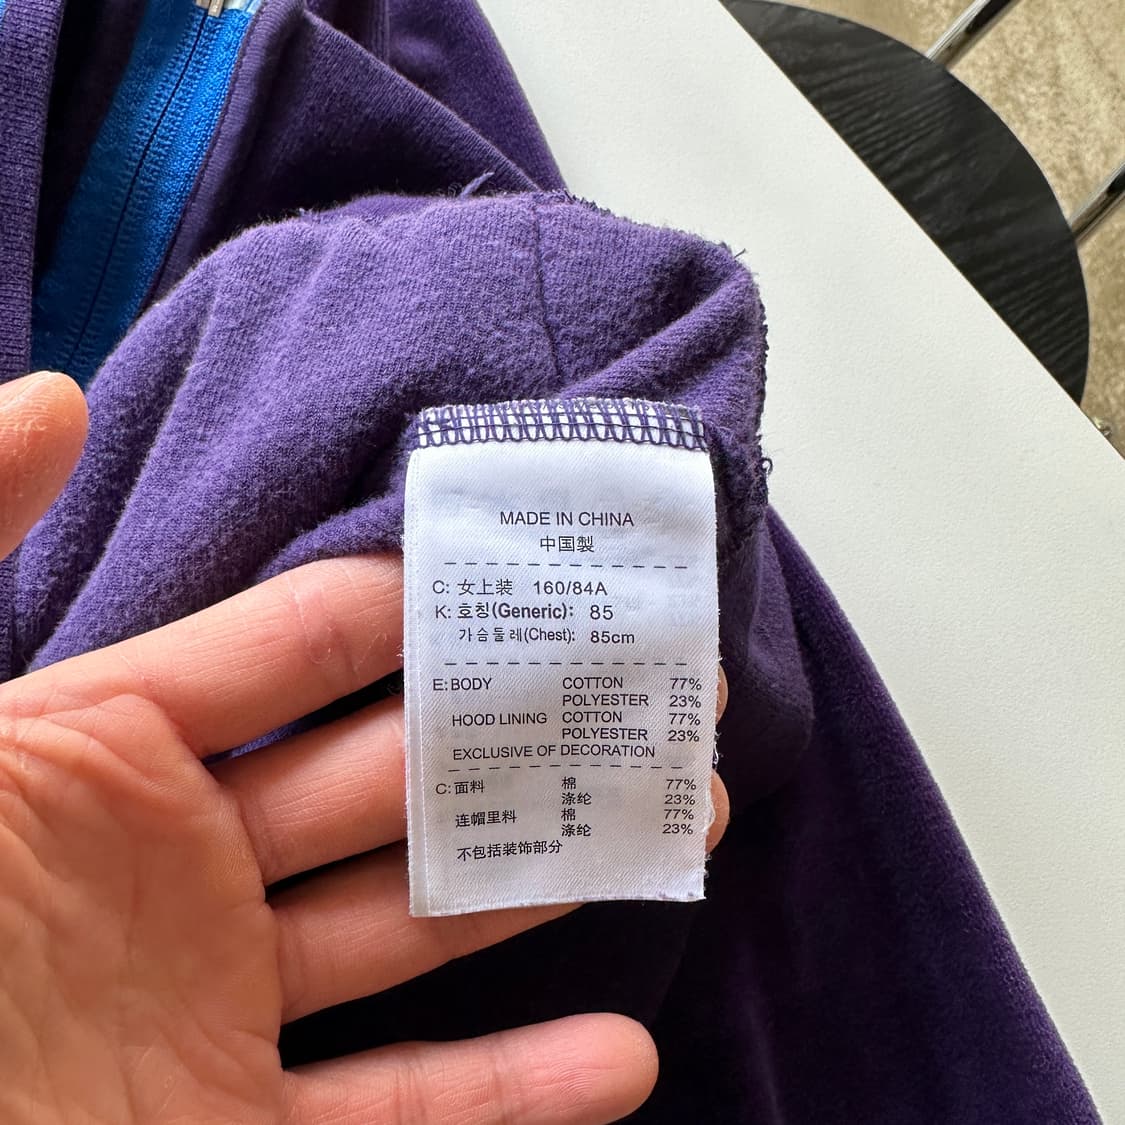 MADE IN CHINA
中国製
C: 女上装 160/84A
K: 호칭(Generic): 85
가슴둘레(Chest): 85cm
E: BODY COTTON 77%
POLYESTER 23%
HOOD LINING COTTON 77%
POLYESTER 23%
EXCLUSIVE OF DECORATION
C: 面料 棉 77%
涤纶 23%
连帽里料 棉 77%
涤纶 23%
不包括装饰部分